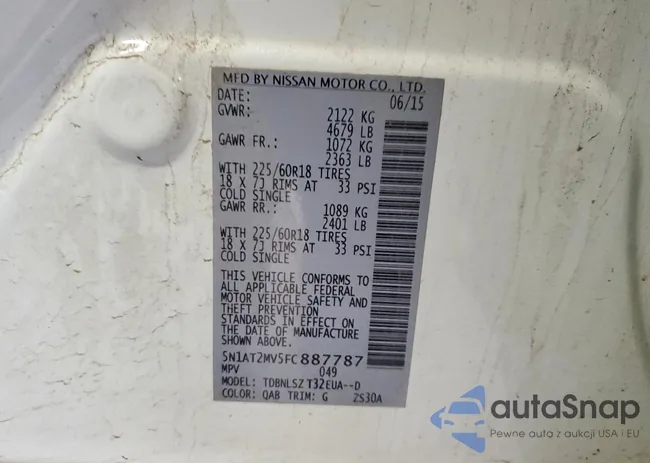 MFD BY NISSAN MOTOR CO., LTD.
DATE: 06/15
GVWR: 2122 KG
4679 LB
GAWR FR.: 1072 KG
2363 LB
WITH 225/60R18 TIRES
18 X 7J RIMS AT 33 PSI
COLD SINGLE
GAWR RR.: 1089 KG
2401 LB
WITH 225/60R18 TIRES
18 X 7J RIMS AT 33 PSI
COLD SINGLE
THIS VEHICLE CONFORMS TO
ALL APPLICABLE FEDERAL
MOTOR VEHICLE SAFETY AND
THEFT PREVENTION
STANDARDS IN EFFECT ON
THE DATE OF MANUFACTURE
SHOWN ABOVE.
5N1AT2MV5FC887787
MPV 049
MODEL: TDBNLSZ T32EUA--D
COLOR: QAB TRIM: G 2S30A
autaSnap
Pewne auta z aukcji USA i EU